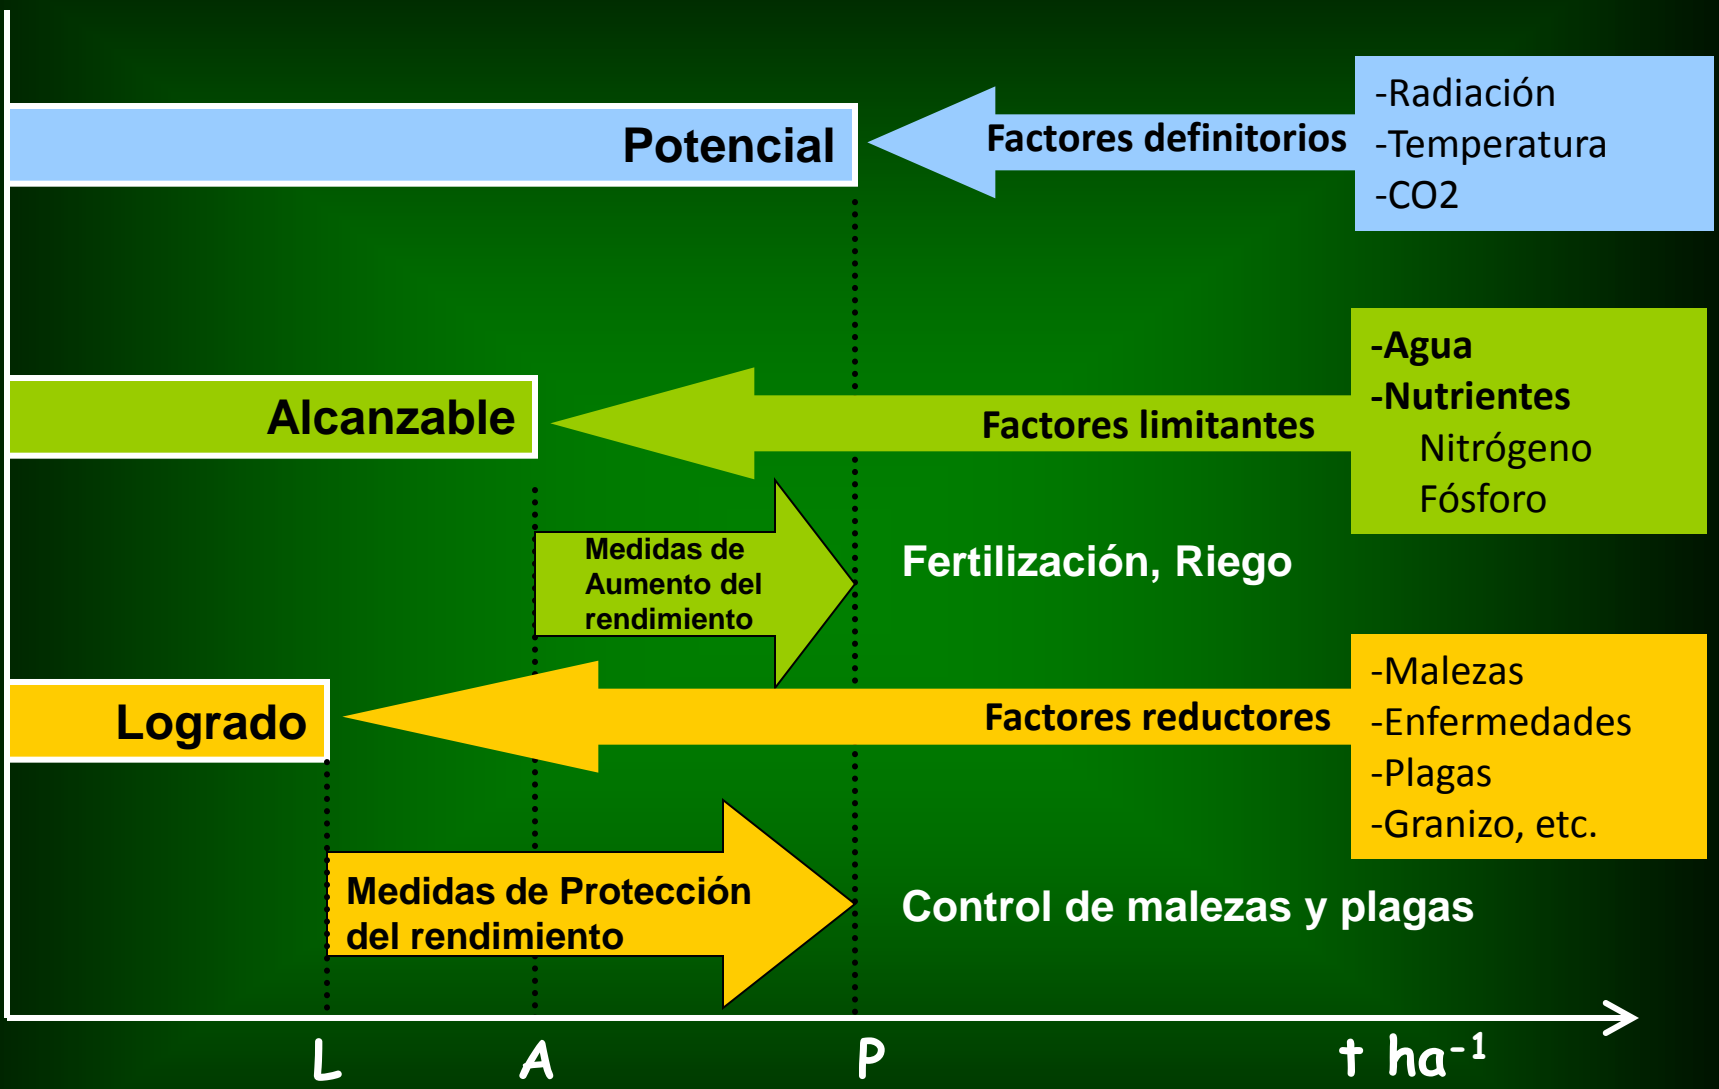 Potencial
Factores definitorios
-Radiación
-Temperatura
-CO2
Alcanzable
Factores limitantes
-Agua
-Nutrientes
Nitrógeno
Fósforo
Medidas de
Aumento del
rendimiento
Fertilización, Riego
Logrado
Factores reductores
-Malezas
-Enfermedades
-Plagas
-Granizo, etc.
Medidas de Protección
del rendimiento
Control de malezas y plagas
L A P t ha⁻¹